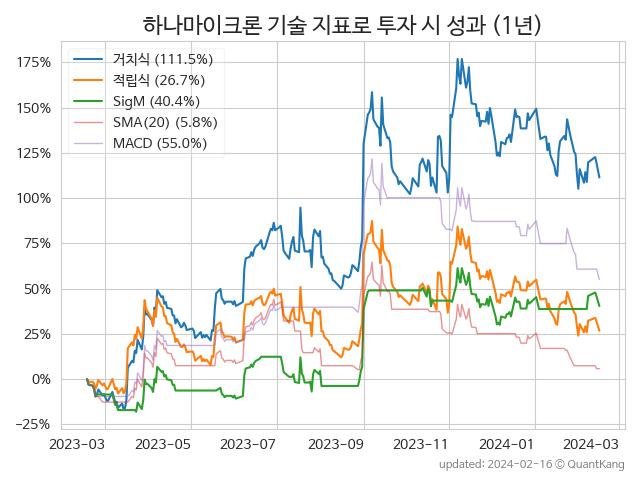 하나마이크론 기술 지표로 투자 시 성과 (1년)
거치식 (111.5%)
적립식 (26.7%)
SigM (40.4%)
SMA(20) (5.8%)
MACD (55.0%)
175%
150%
125%
100%
75%
50%
25%
0%
−25%
2023-03 2023-05 2023-07 2023-09 2023-11 2024-01 2024-03
updated: 2024-02-16 © QuantKang